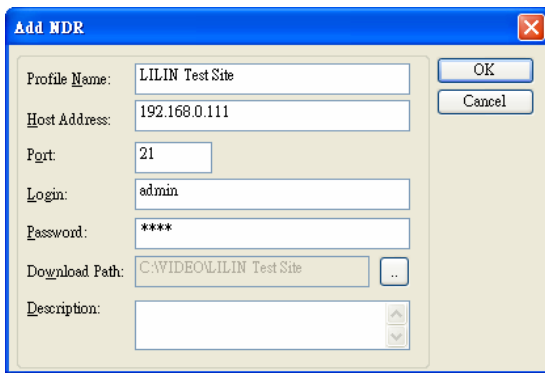 Add NDR
Profile Name: LILIN Test Site
Host Address: 192.168.0.111
Port: 21
Login: admin
Password: ****
Download Path: C:\VIDEO\LILIN Test Site ..
Description:
OK
Cancel